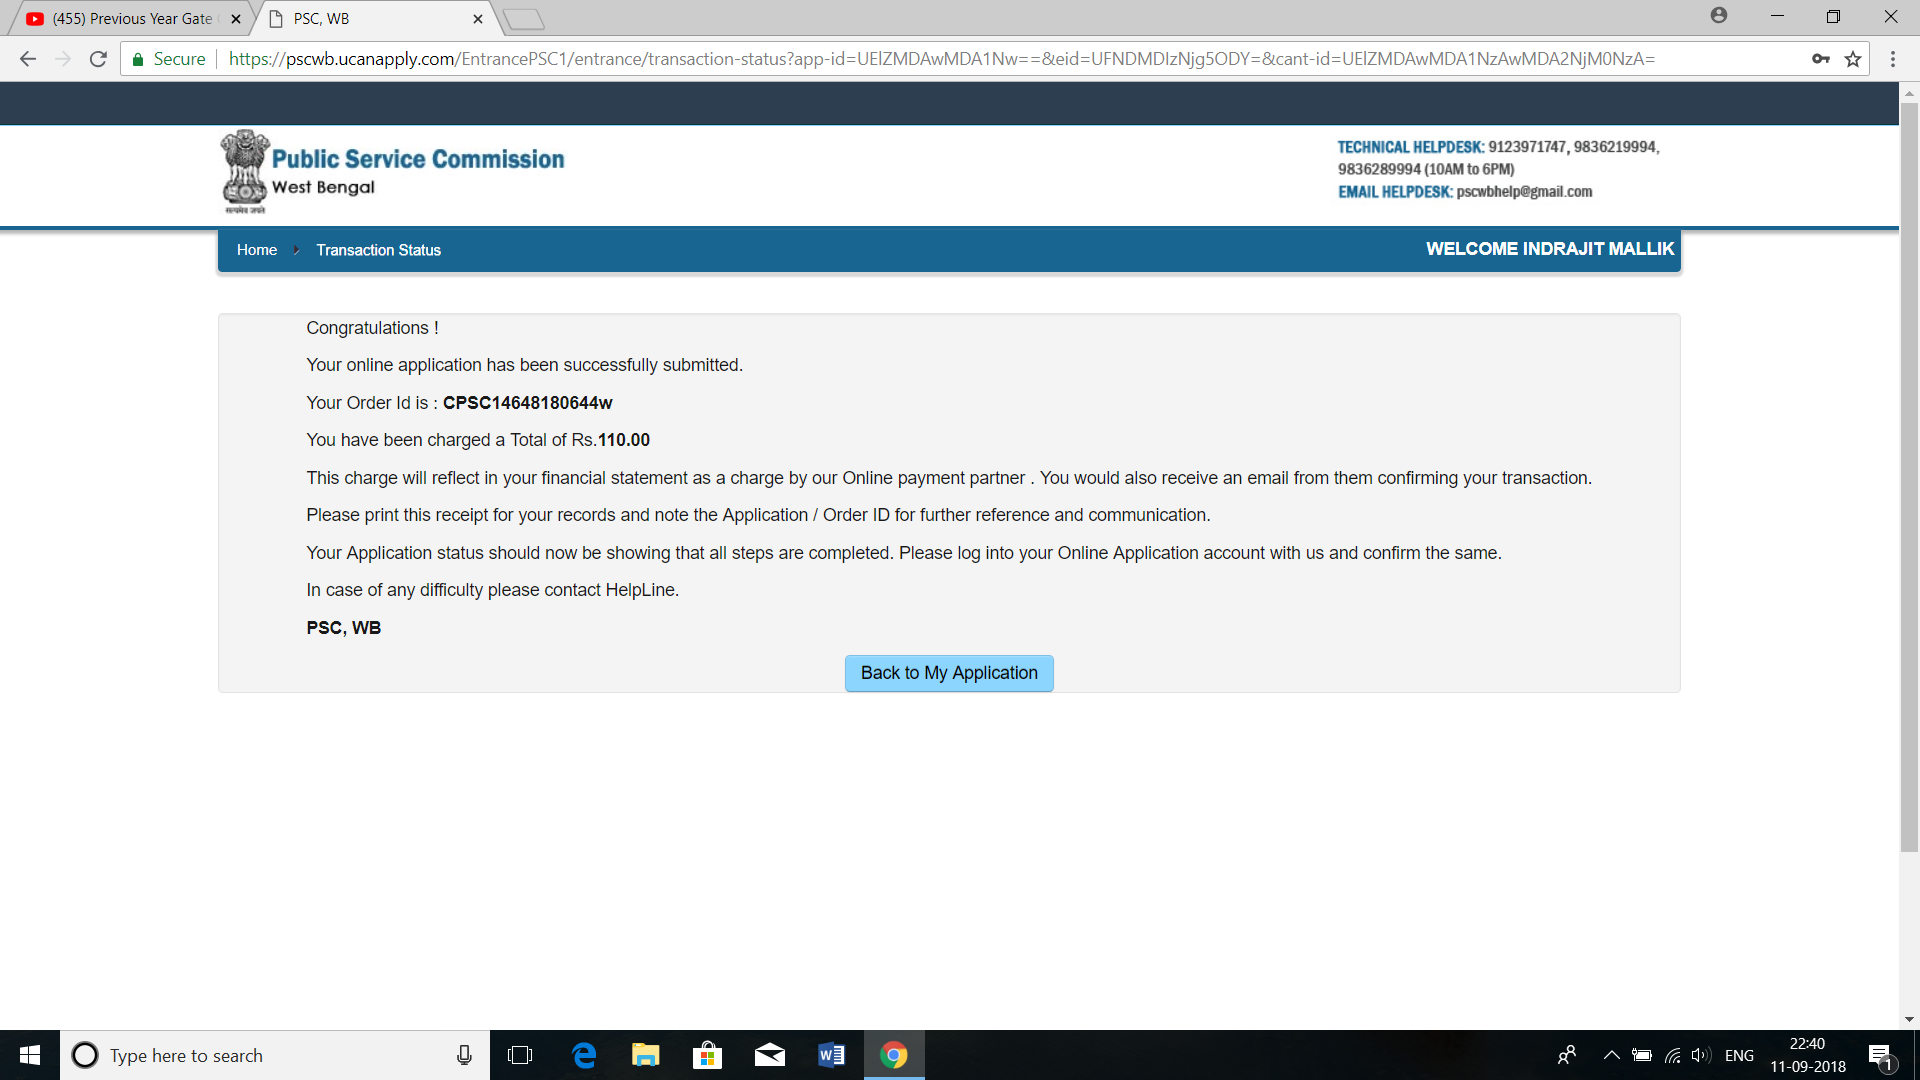 (455) Previous Year Gate
PSC, WB
Secure
https://pscwb.ucanapply.com/EntrancePSC1/entrance/transaction-status?app-id=UElZMDAwMDA1Nw==&eid=UFNDMDIzNjg5ODY=&cant-id=UElZMDAwMDA1NzAwMDA2NjM0NzA=
Public Service Commission
West Bengal
सत्यमेव जयते
TECHNICAL HELPDESK: 9123971747, 9836219994,
9836289994 (10AM to 6PM)
EMAIL HELPDESK: pscwbhelp@gmail.com
Home
Transaction Status
WELCOME INDRAJIT MALLIK
Congratulations !
Your online application has been successfully submitted.
Your Order Id is : CPSC14648180644w
You have been charged a Total of Rs.110.00
This charge will reflect in your financial statement as a charge by our Online payment partner . You would also receive an email from them confirming your transaction.
Please print this receipt for your records and note the Application / Order ID for further reference and communication.
Your Application status should now be showing that all steps are completed. Please log into your Online Application account with us and confirm the same.
In case of any difficulty please contact HelpLine.
PSC, WB
Back to My Application
Type here to search
ENG
22:40
11-09-2018
1